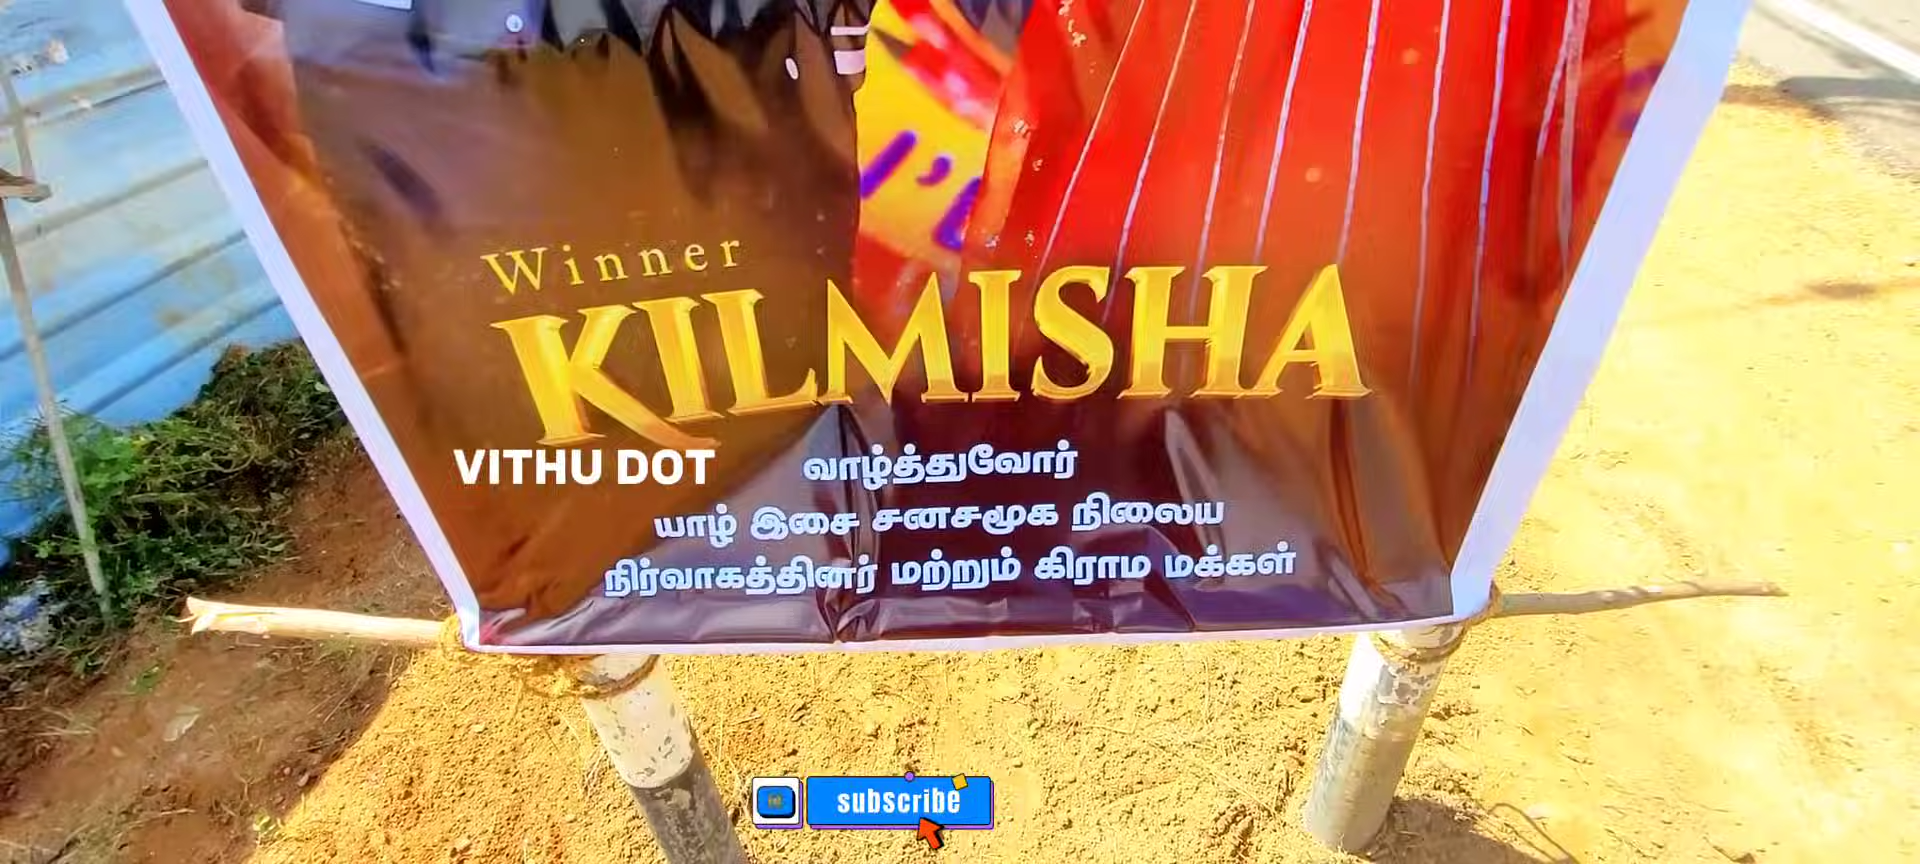 Winner
KILMISHA
VITHU DOT
வாழ்த்துவோர்
யாழ் இசை சனசமூக நிலைய
நிர்வாகத்தினர் மற்றும் கிராம மக்கள்
subscribe